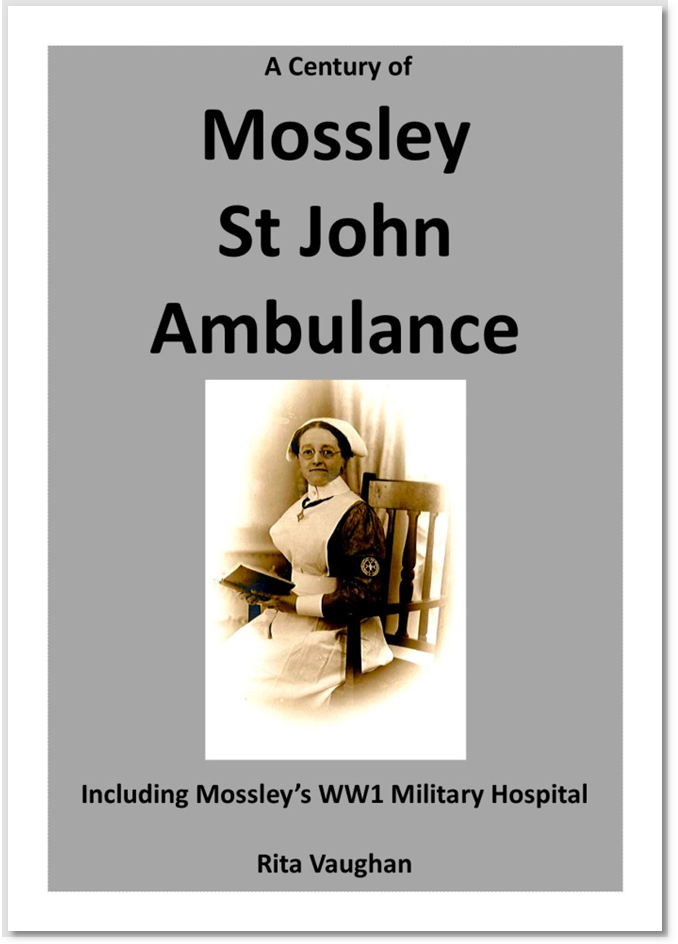 A Century of
Mossley
St John
Ambulance
Including Mossley’s WW1 Military Hospital
Rita Vaughan